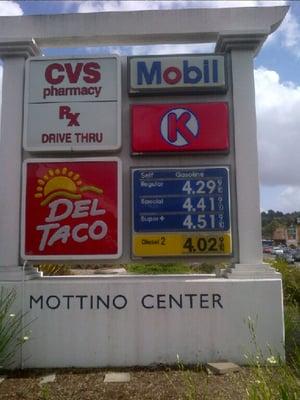 CVS
pharmacy
Rx
DRIVE THRU
Mobil
K
DEL
TACO
Self Gasoline
Regular 4.29 9/10
Special 4.41 9/10
Super+ 4.51 9/10
Diesel 2 4.02 9/10
MOTTINO CENTER